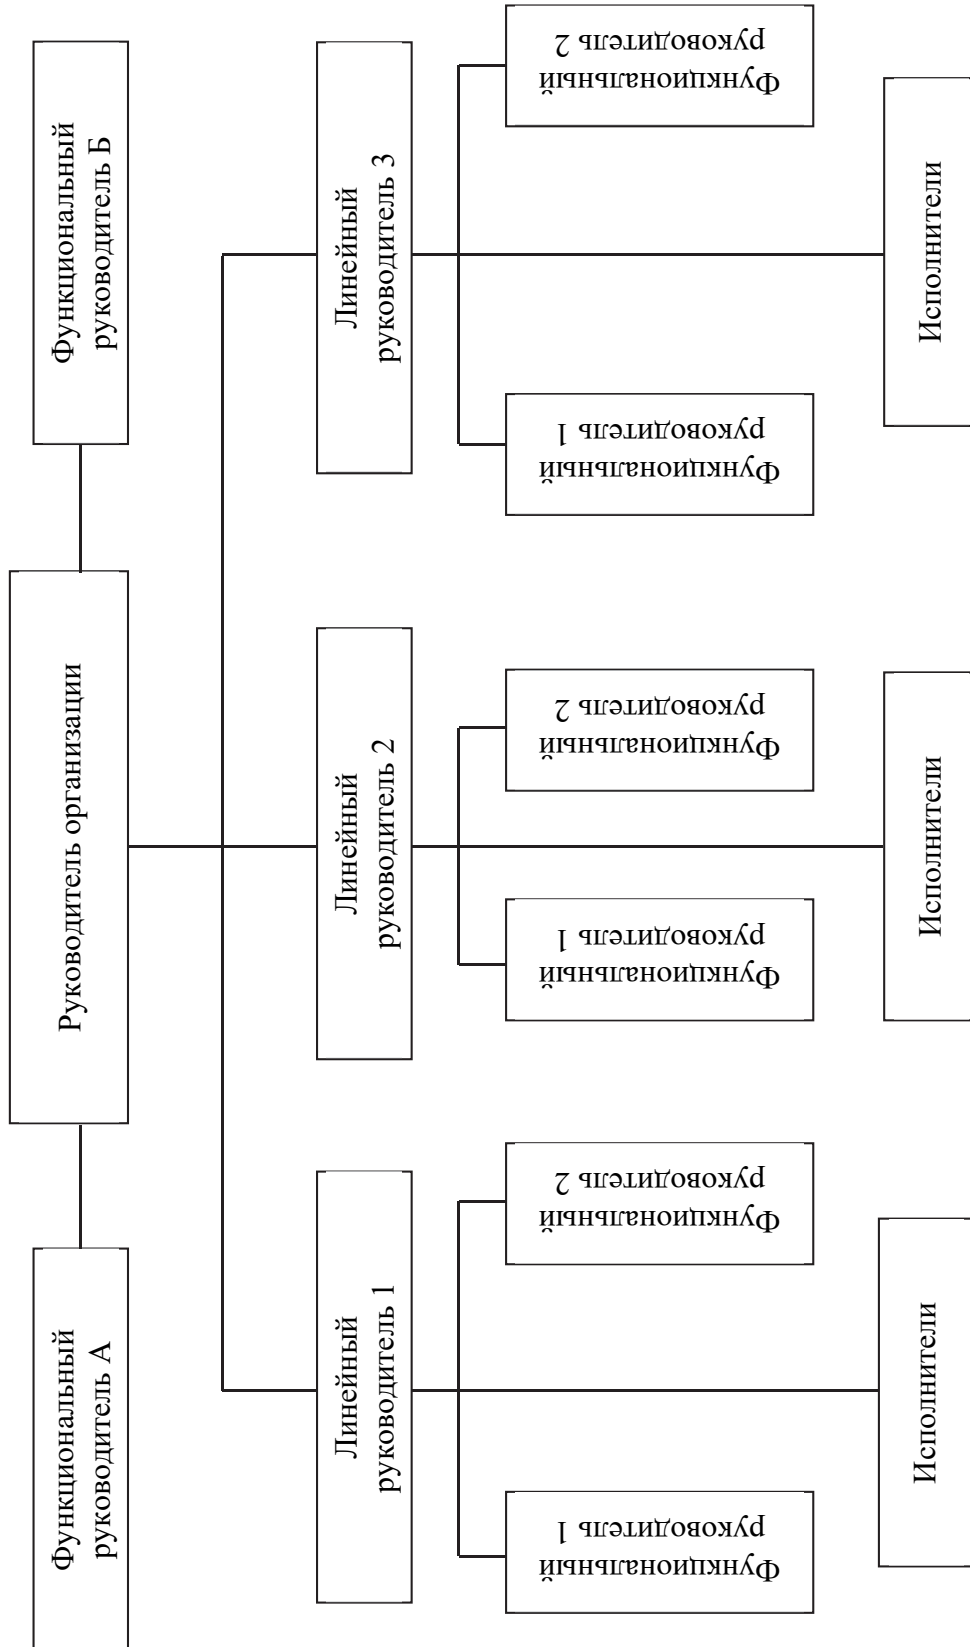 Функциональный
руководитель А
Руководитель организации
Функциональный
руководитель Б
Линейный
руководитель 1
Линейный
руководитель 2
Линейный
руководитель 3
Функциональный
руководитель 1
Функциональный
руководитель 2
Функциональный
руководитель 1
Функциональный
руководитель 2
Функциональный
руководитель 1
Функциональный
руководитель 2
Исполнители
Исполнители
Исполнители